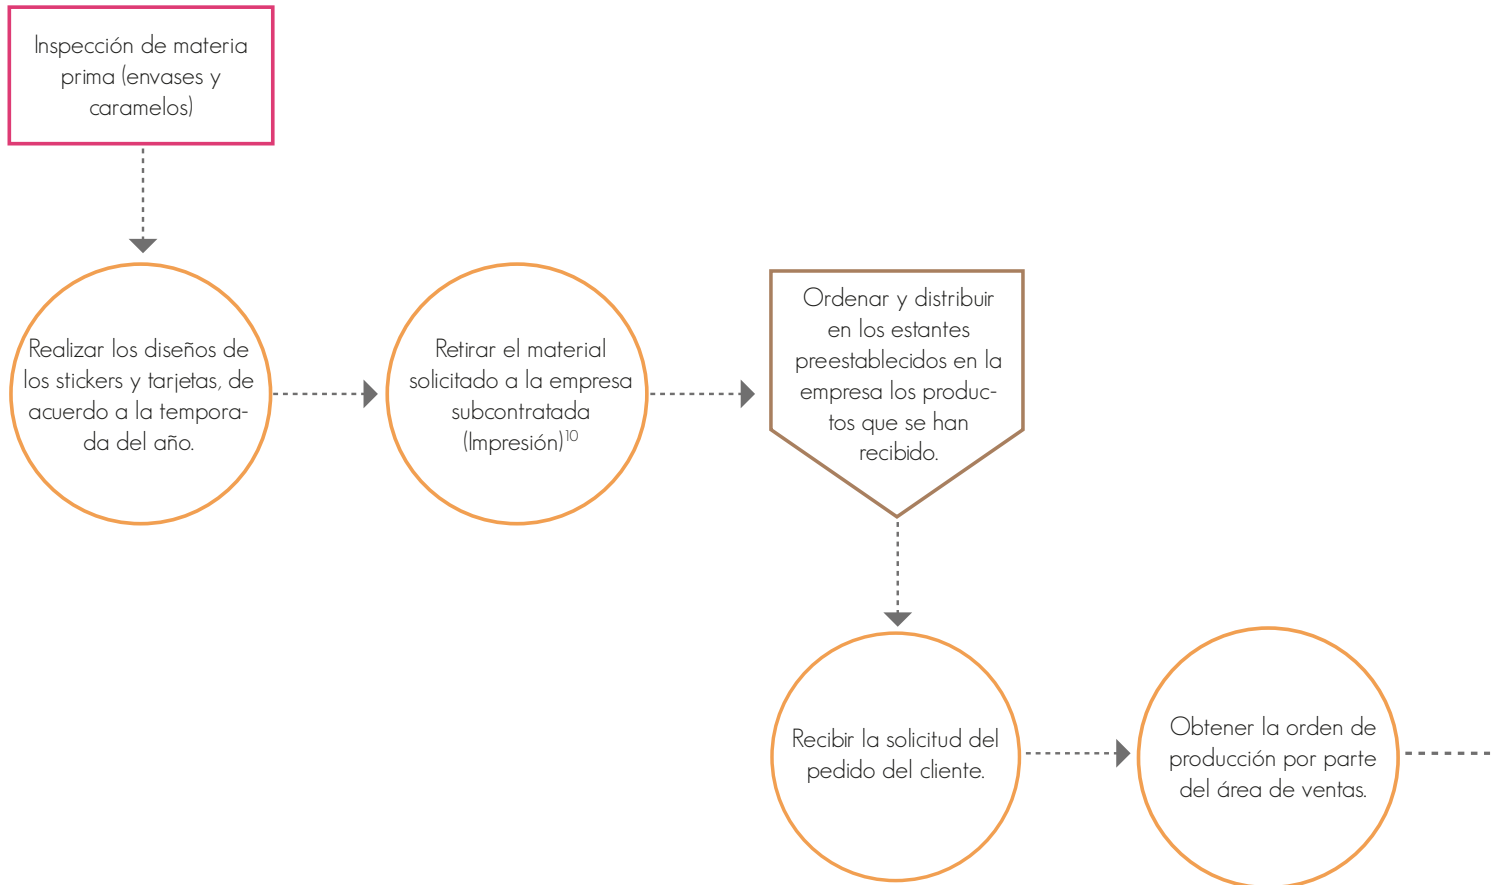 Inspección de materia
prima (envases y
caramelos)
Realizar los diseños de
los stickers y tarjetas, de
acuerdo a la tempora-
da del año.
Retirar el material
solicitado a la empresa
subcontratada
(Impresión)¹⁰
Ordenar y distribuir
en los estantes
preestablecidos en la
empresa los produc-
tos que se han
recibido.
Recibir la solicitud del
pedido del cliente.
Obtener la orden de
producción por parte
del área de ventas.